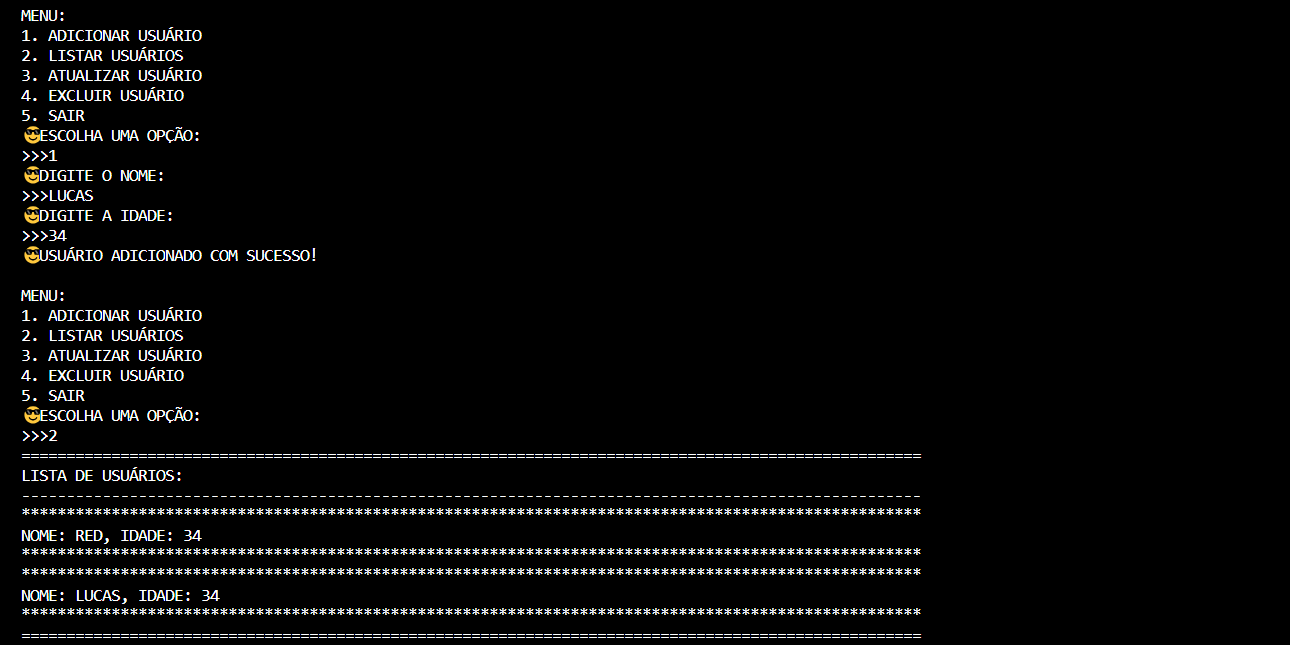 MENU:
1. ADICIONAR USUÁRIO
2. LISTAR USUÁRIOS
3. ATUALIZAR USUÁRIO
4. EXCLUIR USUÁRIO
5. SAIR
😎ESCOLHA UMA OPÇÃO:
>>>1
😎DIGITE O NOME:
>>>LUCAS
😎DIGITE A IDADE:
>>>34
😎USUÁRIO ADICIONADO COM SUCESSO!

MENU:
1. ADICIONAR USUÁRIO
2. LISTAR USUÁRIOS
3. ATUALIZAR USUÁRIO
4. EXCLUIR USUÁRIO
5. SAIR
😎ESCOLHA UMA OPÇÃO:
>>>2
====================================================================================================
LISTA DE USUÁRIOS:
----------------------------------------------------------------------------------------------------
****************************************************************************************************
NOME: RED, IDADE: 34
****************************************************************************************************
****************************************************************************************************
NOME: LUCAS, IDADE: 34
****************************************************************************************************
====================================================================================================